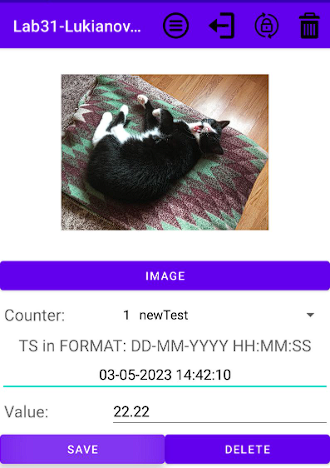 Lab31-Lukianov...
IMAGE
Counter: 1 newTest
TS in FORMAT: DD-MM-YYYY HH:MM:SS
03-05-2023 14:42:10
Value: 22.22
SAVE DELETE